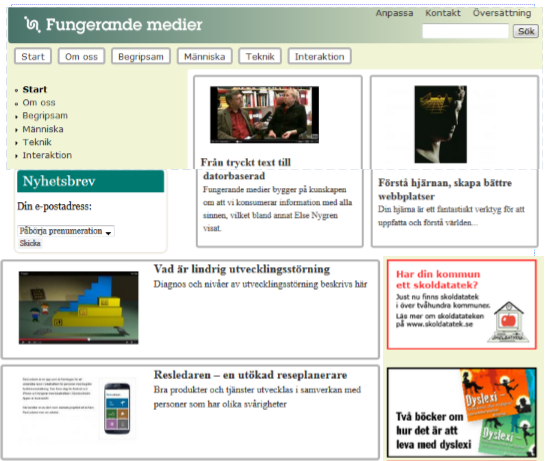 Anpassa Kontakt Översättning
Fungerande medier
Sök
Start Om oss Begripsam Människa Teknik Interaktion
Start
Om oss
Begripsam
Människa
Teknik
Interaktion
Nyhetsbrev
Din e-postadress:
Påbörja prenumeration
Skicka
Från tryckt text till
datorbaserad
Fungerande medier bygger på kunskapen
om att vi konsumerar information med alla
sinnen, vilket bland annat Else Nygren
visat.
Förstå hjärnan, skapa bättre
webbplatser
Din hjärna är ett fantastiskt verktyg för att
uppfatta och förstå världen...
Vad är lindrig utvecklingsstörning
Diagnos och nivåer av utvecklingsstörning beskrivs här
Har din kommun
ett skoldatatek?
Just nu finns skoldatatek
i över tvåhundra kommuner.
Läs mer om skoldatateken
på www.skoldatatek.se
SKOLDATATEK
Resledaren – en utökad reseplanerare
Bra produkter och tjänster utvecklas i samverkan med
personer som har olika svårigheter
Två böcker om
hur det är att
leva med dyslexi
Dyslexi
Dyslexi